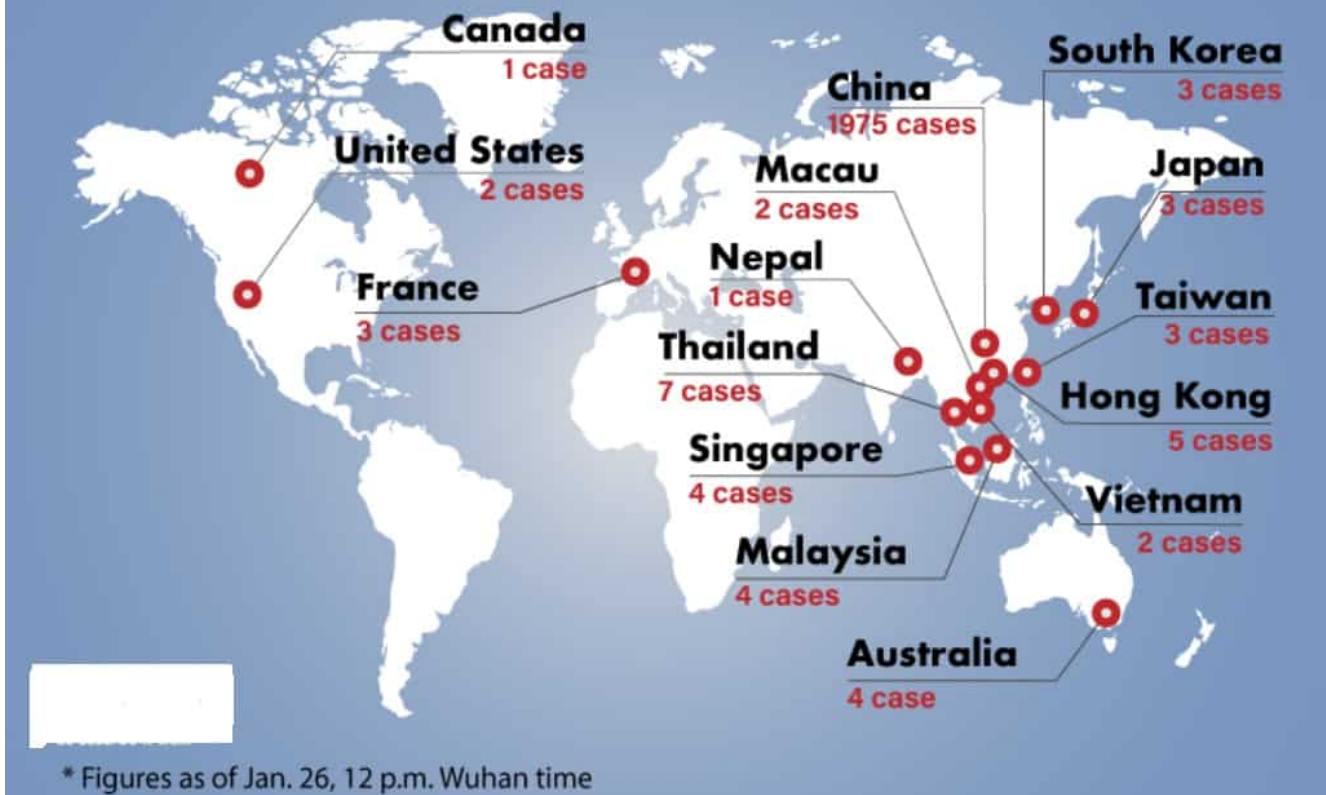 Canada
1 case
South Korea
3 cases
China
1975 cases
United States
2 cases
Macau
2 cases
Japan
3 cases
Nepal
1 case
France
3 cases
Taiwan
3 cases
Thailand
7 cases
Hong Kong
5 cases
Singapore
4 cases
Vietnam
2 cases
Malaysia
4 cases
Australia
4 case
* Figures as of Jan. 26, 12 p.m. Wuhan time